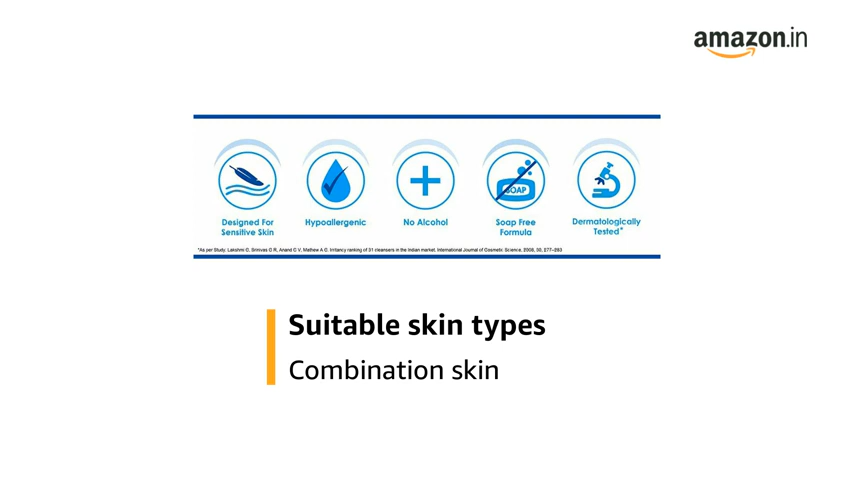 amazon.in
Designed For
Sensitive Skin
Hypoallergenic
No Alcohol
SOAP
Soap Free
Formula
Dermatologically
Tested*
*As per Study: Lakshmi C, Srinivas C R, Anand C V, Mathew A C. Irritancy ranking of 31 cleansers in the Indian market. International Journal of Cosmetic Science, 2008, 30, 277–283
Suitable skin types
Combination skin